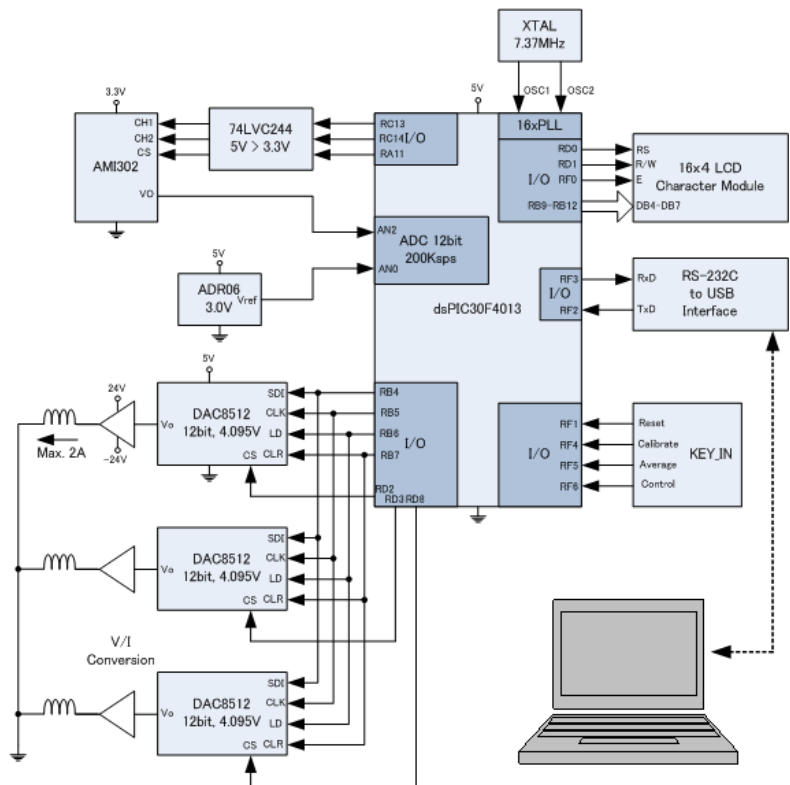 XTAL
7.37MHz
OSC1
OSC2
3.3V
CH1
CH2
CS
AMI302
VO
74LVC244
5V > 3.3V
5V
RC13
RC14
RA11
I/O
16xPLL
RD0
RD1
RF0
I/O
RB9-RB12
RS
R/W
E
DB4-DB7
16x4 LCD
Character Module
AN2
AN0
ADC 12bit
200Ksps
5V
ADR06
3.0V
Vref
dsPIC30F4013
RF3
I/O
RF2
RxD
TxD
RS-232C
to USB
Interface
24V
-24V
Max. 2A
5V
Vo
DAC8512
12bit, 4.095V
SDI
CLK
LD
CS
CLR
RB4
RB5
RB6
RB7
I/O
RD2
RD3
RD8
I/O
RF1
RF4
RF5
RF6
Reset
Calibrate
Average
Control
KEY_IN
Vo
DAC8512
12bit, 4.095V
SDI
CLK
LD
CS
CLR
V/I
Conversion
Vo
DAC8512
12bit, 4.095V
SDI
CLK
LD
CS
CLR